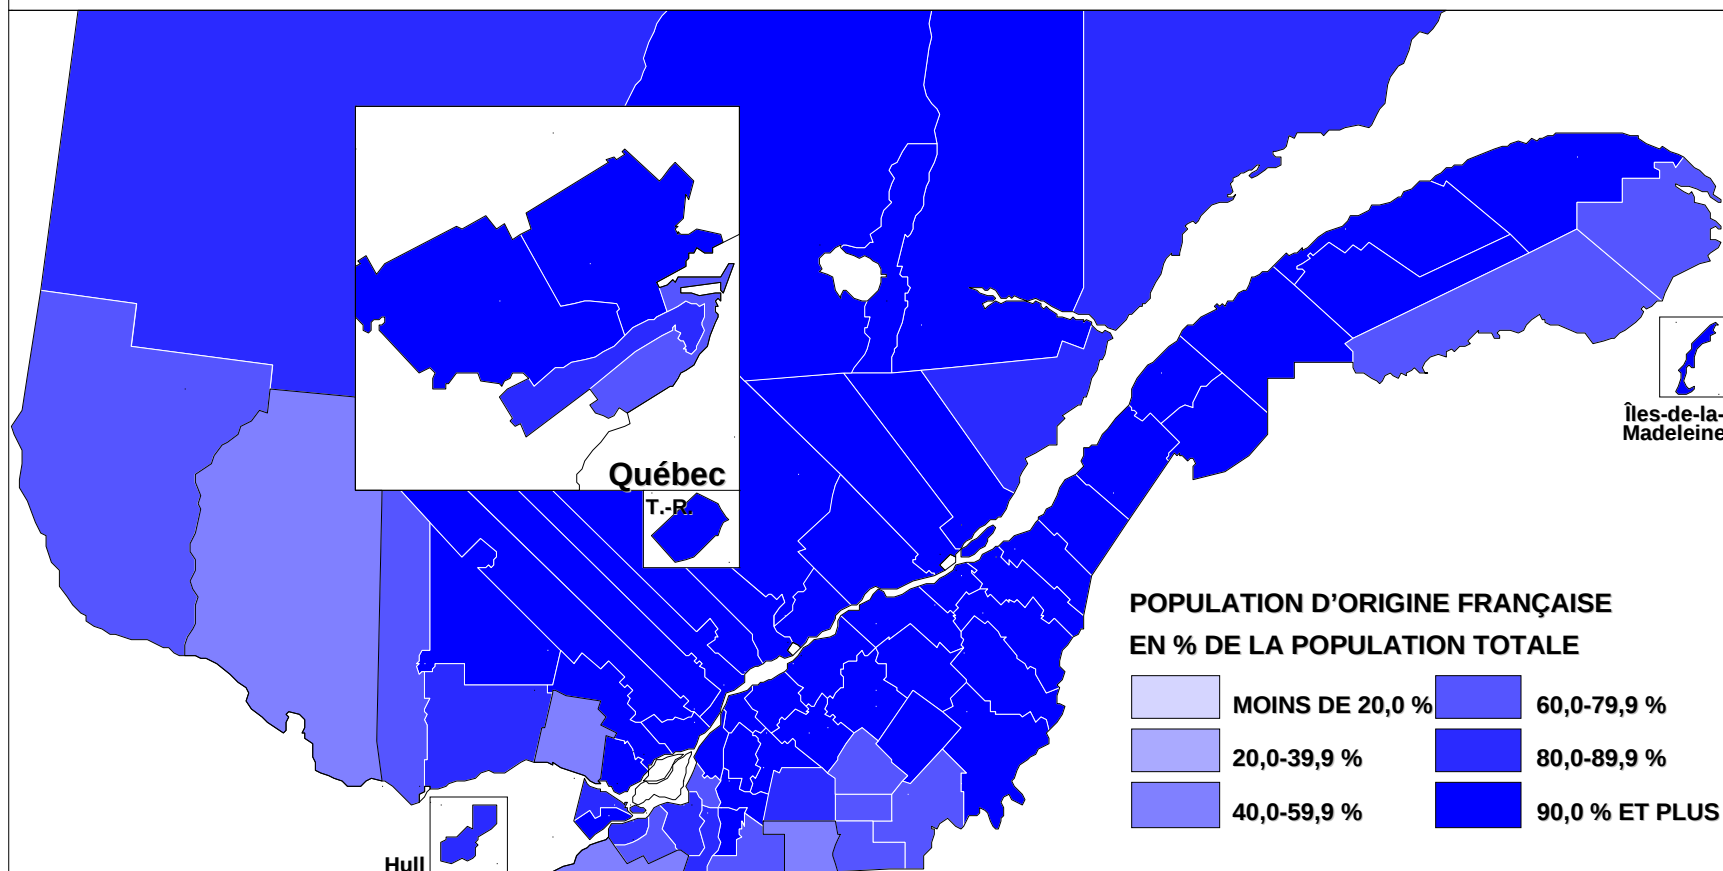 Québec
T.-R.
Îles-de-la-
Madeleine
POPULATION D’ORIGINE FRANÇAISE
EN % DE LA POPULATION TOTALE
MOINS DE 20,0 %
60,0-79,9 %
20,0-39,9 %
80,0-89,9 %
40,0-59,9 %
90,0 % ET PLUS
Hull